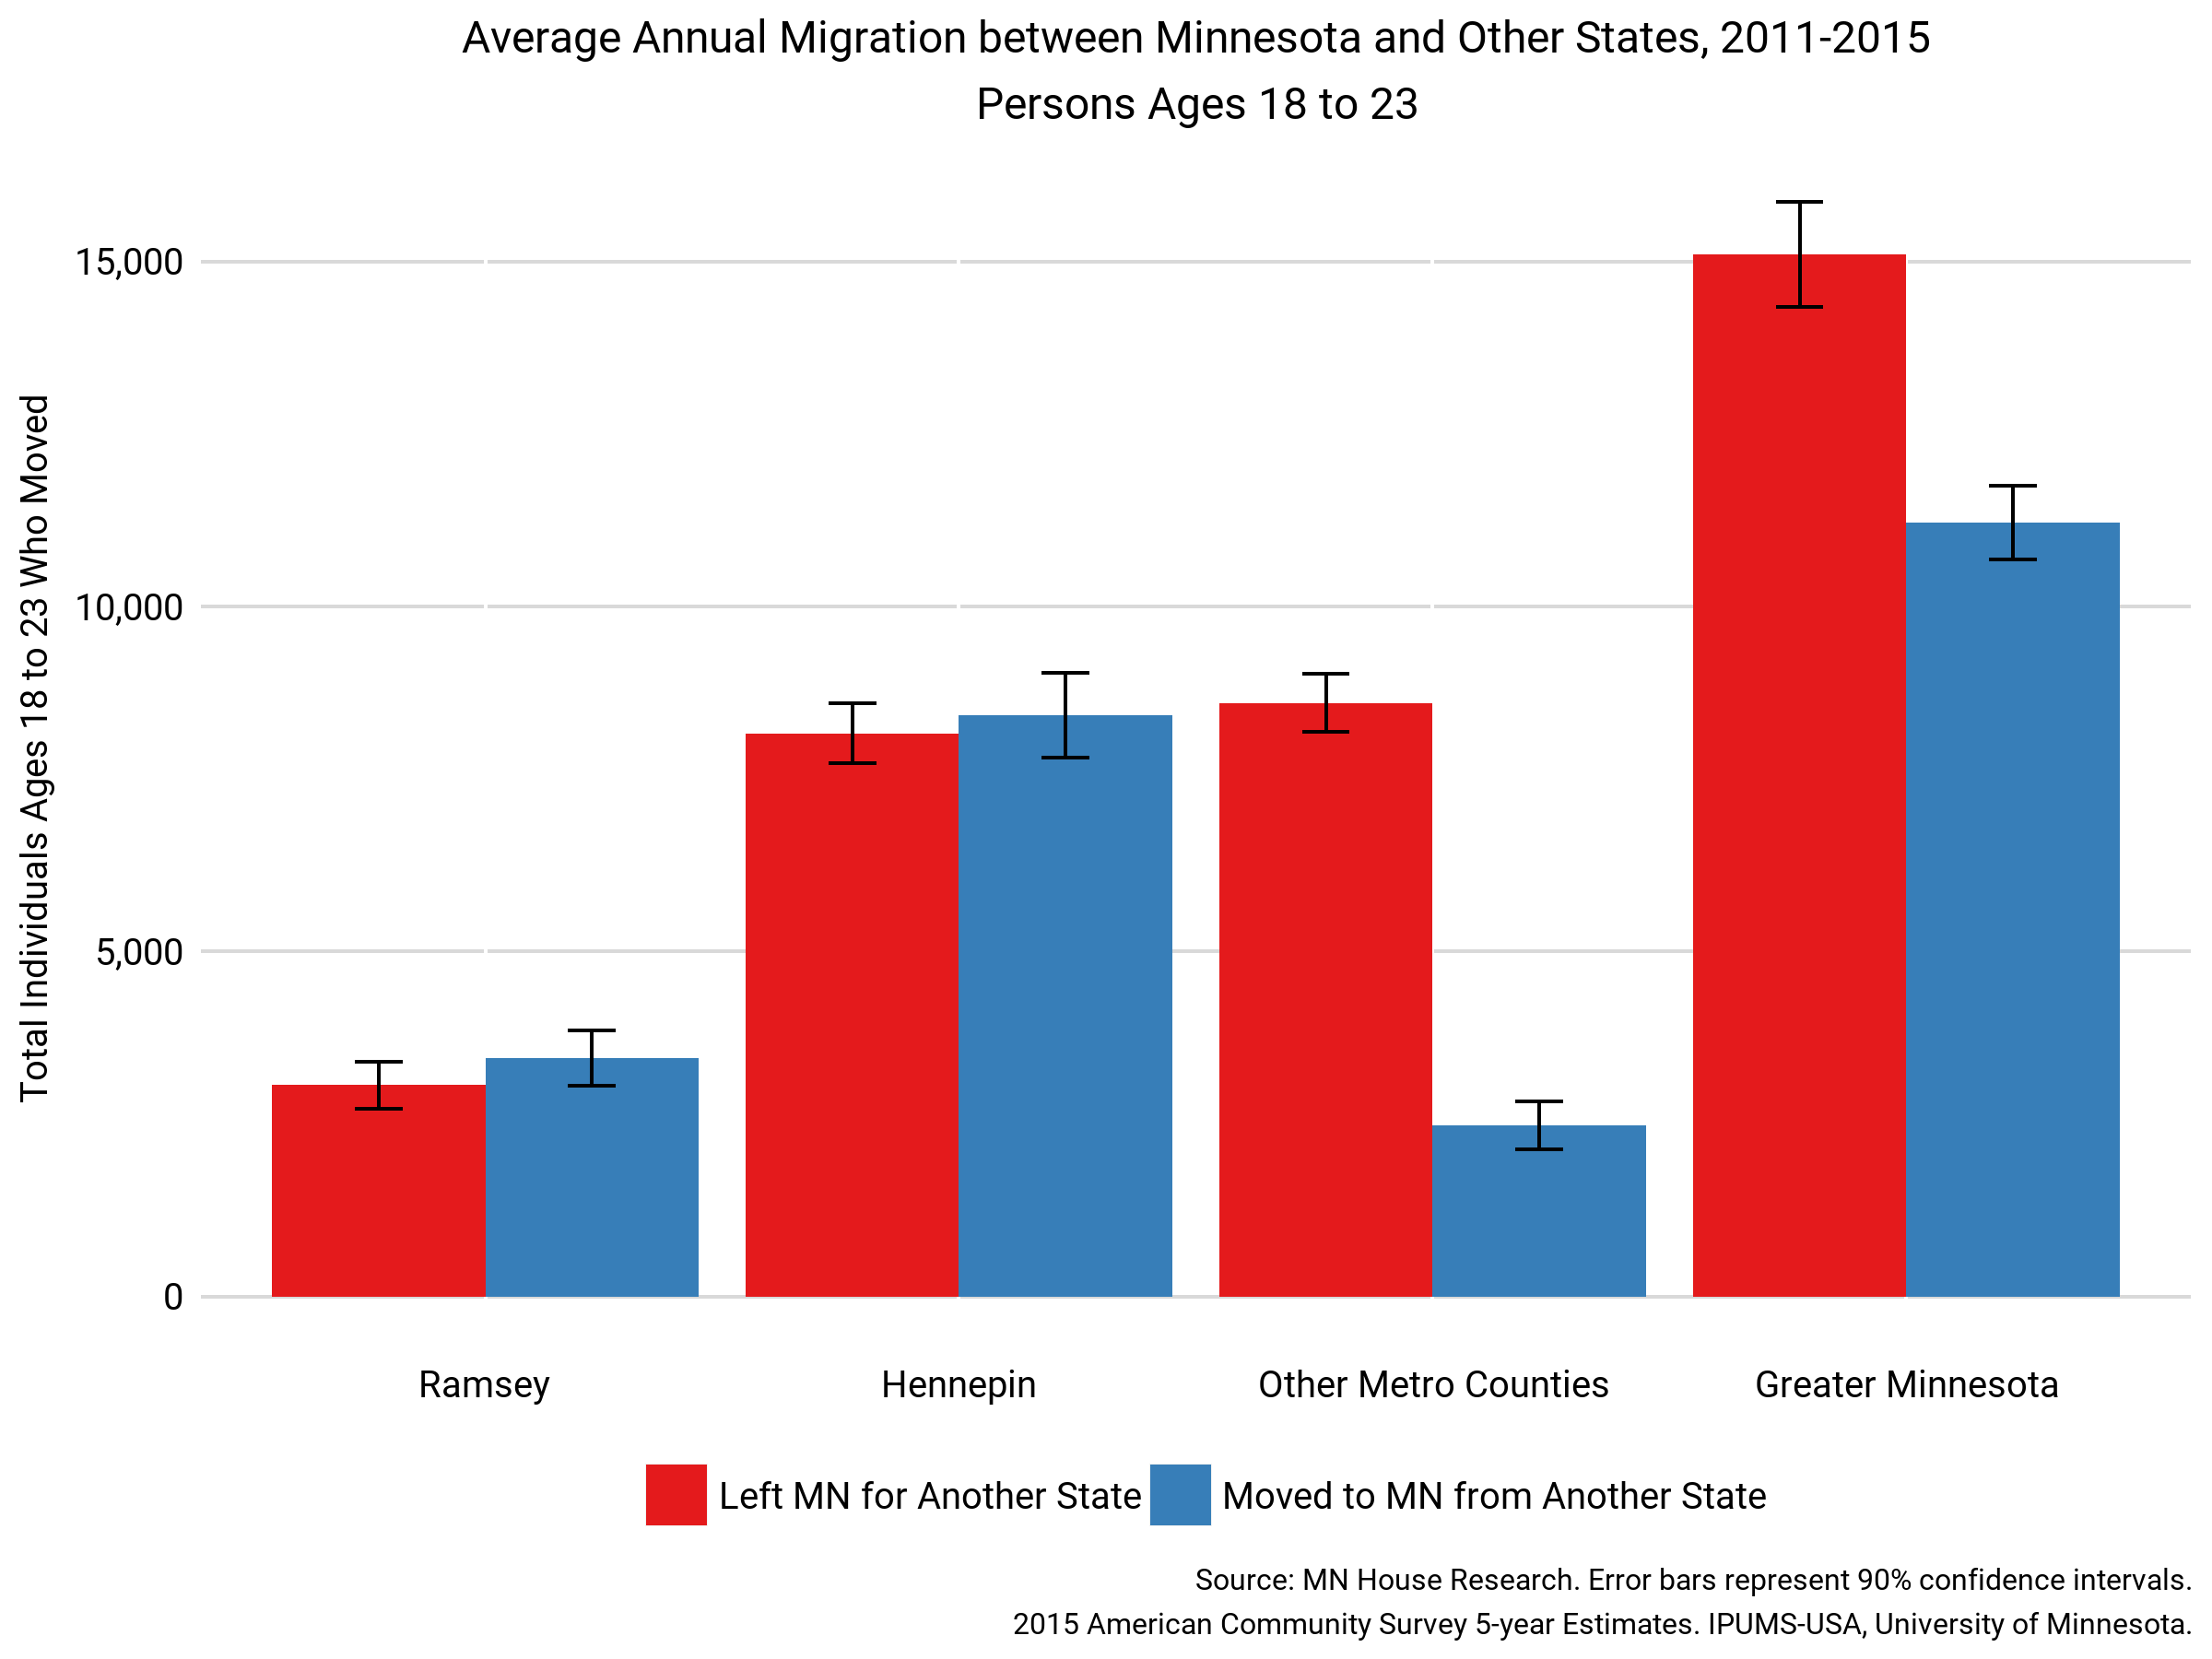 Average Annual Migration between Minnesota and Other States, 2011-2015
Persons Ages 18 to 23
Total Individuals Ages 18 to 23 Who Moved
15,000
10,000
5,000
0
Ramsey
Hennepin
Other Metro Counties
Greater Minnesota
Left MN for Another State
Moved to MN from Another State
Source: MN House Research. Error bars represent 90% confidence intervals.
2015 American Community Survey 5-year Estimates. IPUMS-USA, University of Minnesota.